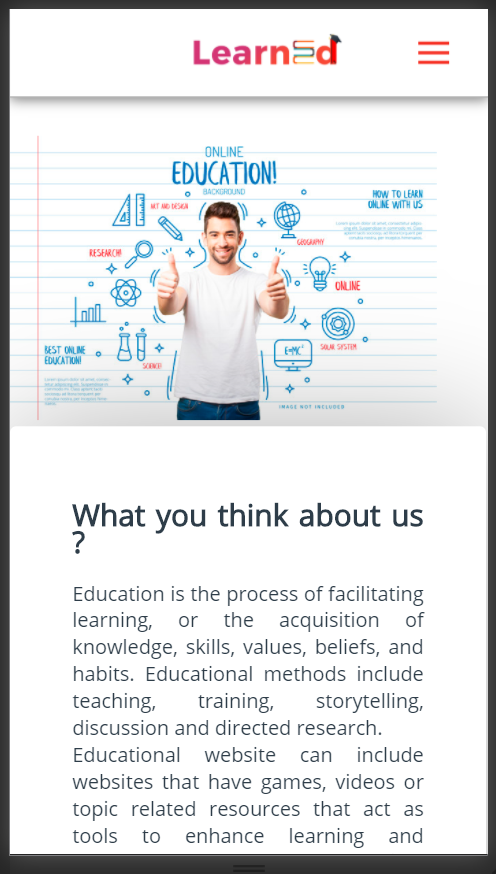 Learned
ONLINE
EDUCATION!
BACKGROUND
HOW TO LEARN
ONLINE WITH US
ART AND DESIGN
GEOGRAPHY
RESEARCH!
ONLINE
BEST ONLINE
EDUCATION!
SCIENCE!
E=MC²
SOLAR SYSTEM
IMAGE NOT INCLUDED
What you think about us
?
Education is the process of facilitating
learning, or the acquisition of
knowledge, skills, values, beliefs, and
habits. Educational methods include
teaching, training, storytelling,
discussion and directed research.
Educational website can include
websites that have games, videos or
topic related resources that act as
tools to enhance learning and